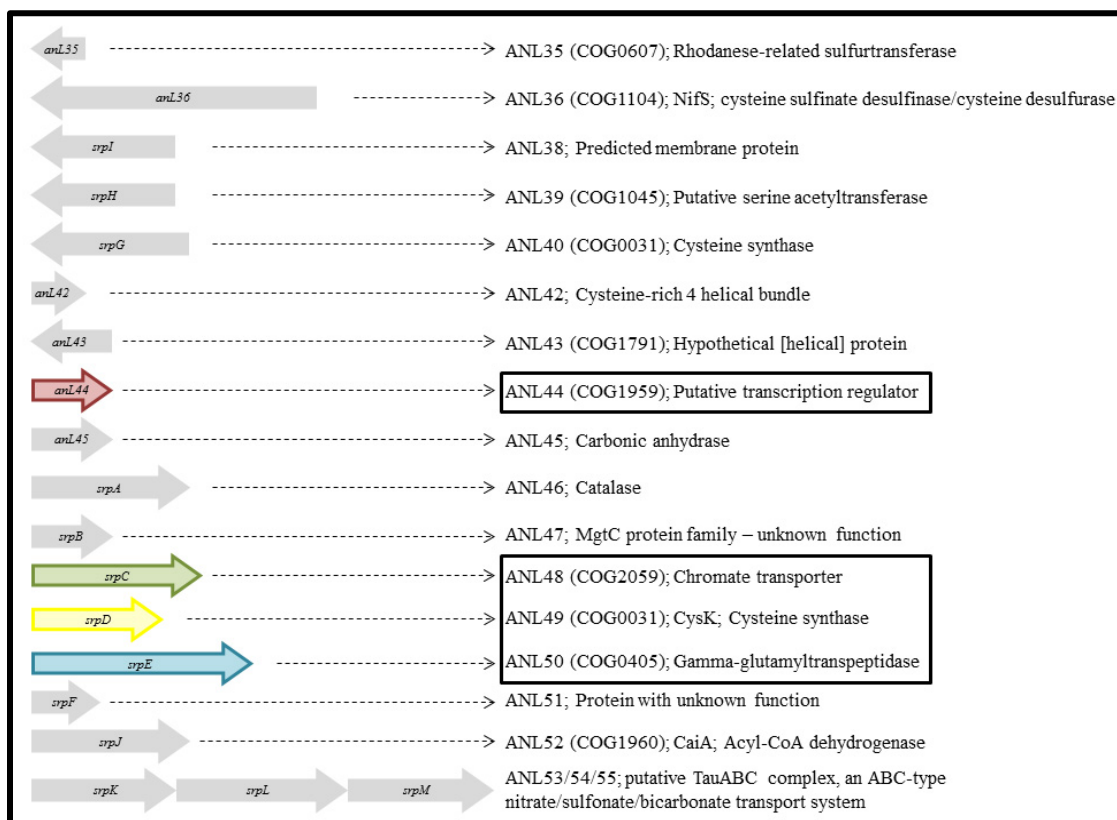 anL35 ANL35 (COG0607); Rhodanese-related sulfurtransferase
anL36 ANL36 (COG1104); NifS; cysteine sulfinate desulfinase/cysteine desulfurase
srpI ANL38; Predicted membrane protein
srpH ANL39 (COG1045); Putative serine acetyltransferase
srpG ANL40 (COG0031); Cysteine synthase
anL42 ANL42; Cysteine-rich 4 helical bundle
anL43 ANL43 (COG1791); Hypothetical [helical] protein
anL44 ANL44 (COG1959); Putative transcription regulator
anL45 ANL45; Carbonic anhydrase
srpA ANL46; Catalase
srpB ANL47; MgtC protein family – unknown function
srpC ANL48 (COG2059); Chromate transporter
srpD ANL49 (COG0031); CysK; Cysteine synthase
srpE ANL50 (COG0405); Gamma-glutamyltranspeptidase
srpF ANL51; Protein with unknown function
srpJ ANL52 (COG1960); CaiA; Acyl-CoA dehydrogenase
srpK srpL srpM ANL53/54/55; putative TauABC complex, an ABC-type
nitrate/sulfonate/bicarbonate transport system